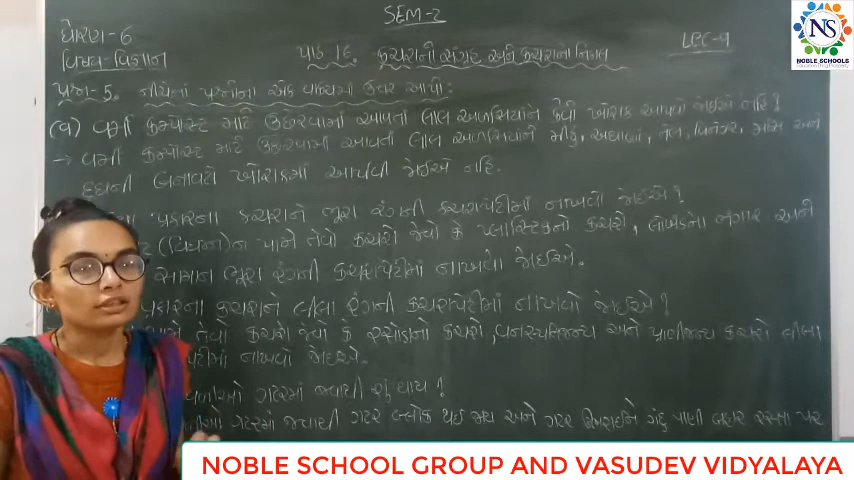 SEM-2
ધોરણ-6
વિષય-વિજ્ઞાન
પાઠ 16. કચરાનો સંગ્રહ અને કચરાનો નિકાલ
LEC-9
NS
NOBLE SCHOOLS
પ્રશ્ન-5. નીચેના પ્રશ્નોના એક વાક્યમાં ઉત્તર આપો:
(૧) વર્મી કમ્પોસ્ટ માટે ઉછેરવામાં આવતાં લાલ અળસિયાંને કેવો ખોરાક આપવો જોઈએ નહિ?
→ વર્મી કમ્પોસ્ટ માટે ઉછેરવામાં આવતાં લાલ અળસિયાંને મીઠું, અથાણાં, તેલ, વિનેગર, માંસ અને
દૂધની બનાવટો ખોરાકમાં આપવી જોઈએ નહિ.
પ્રકારના કચરાને ભૂરા રંગની કચરાપેટીમાં નાખવો જોઈએ?
(વિઘટન) ન પામે તેવો કચરો જેવો કે પ્લાસ્ટિકનો કચરો, લોખંડનો ભંગાર અને
સામાન ભૂરા રંગની કચરાપેટીમાં નાખવો જોઈએ.
પ્રકારના કચરાને લીલા રંગની કચરાપેટીમાં નાખવો જોઈએ?
તેવો કચરો જેવો કે રસોડાના કચરો, વનસ્પતિજન્ય અને પ્રાણીજન્ય કચરો લીલા
પેટીમાં નાખવો જોઈએ.
ગટરમાં જવાથી શું થાય?
ગટરમાં જવાથી ગટર બ્લોક થઈ જાય અને ગટર ગંદુ પાણી બહાર રસ્તા પર
NOBLE SCHOOL GROUP AND VASUDEV VIDYALAYA